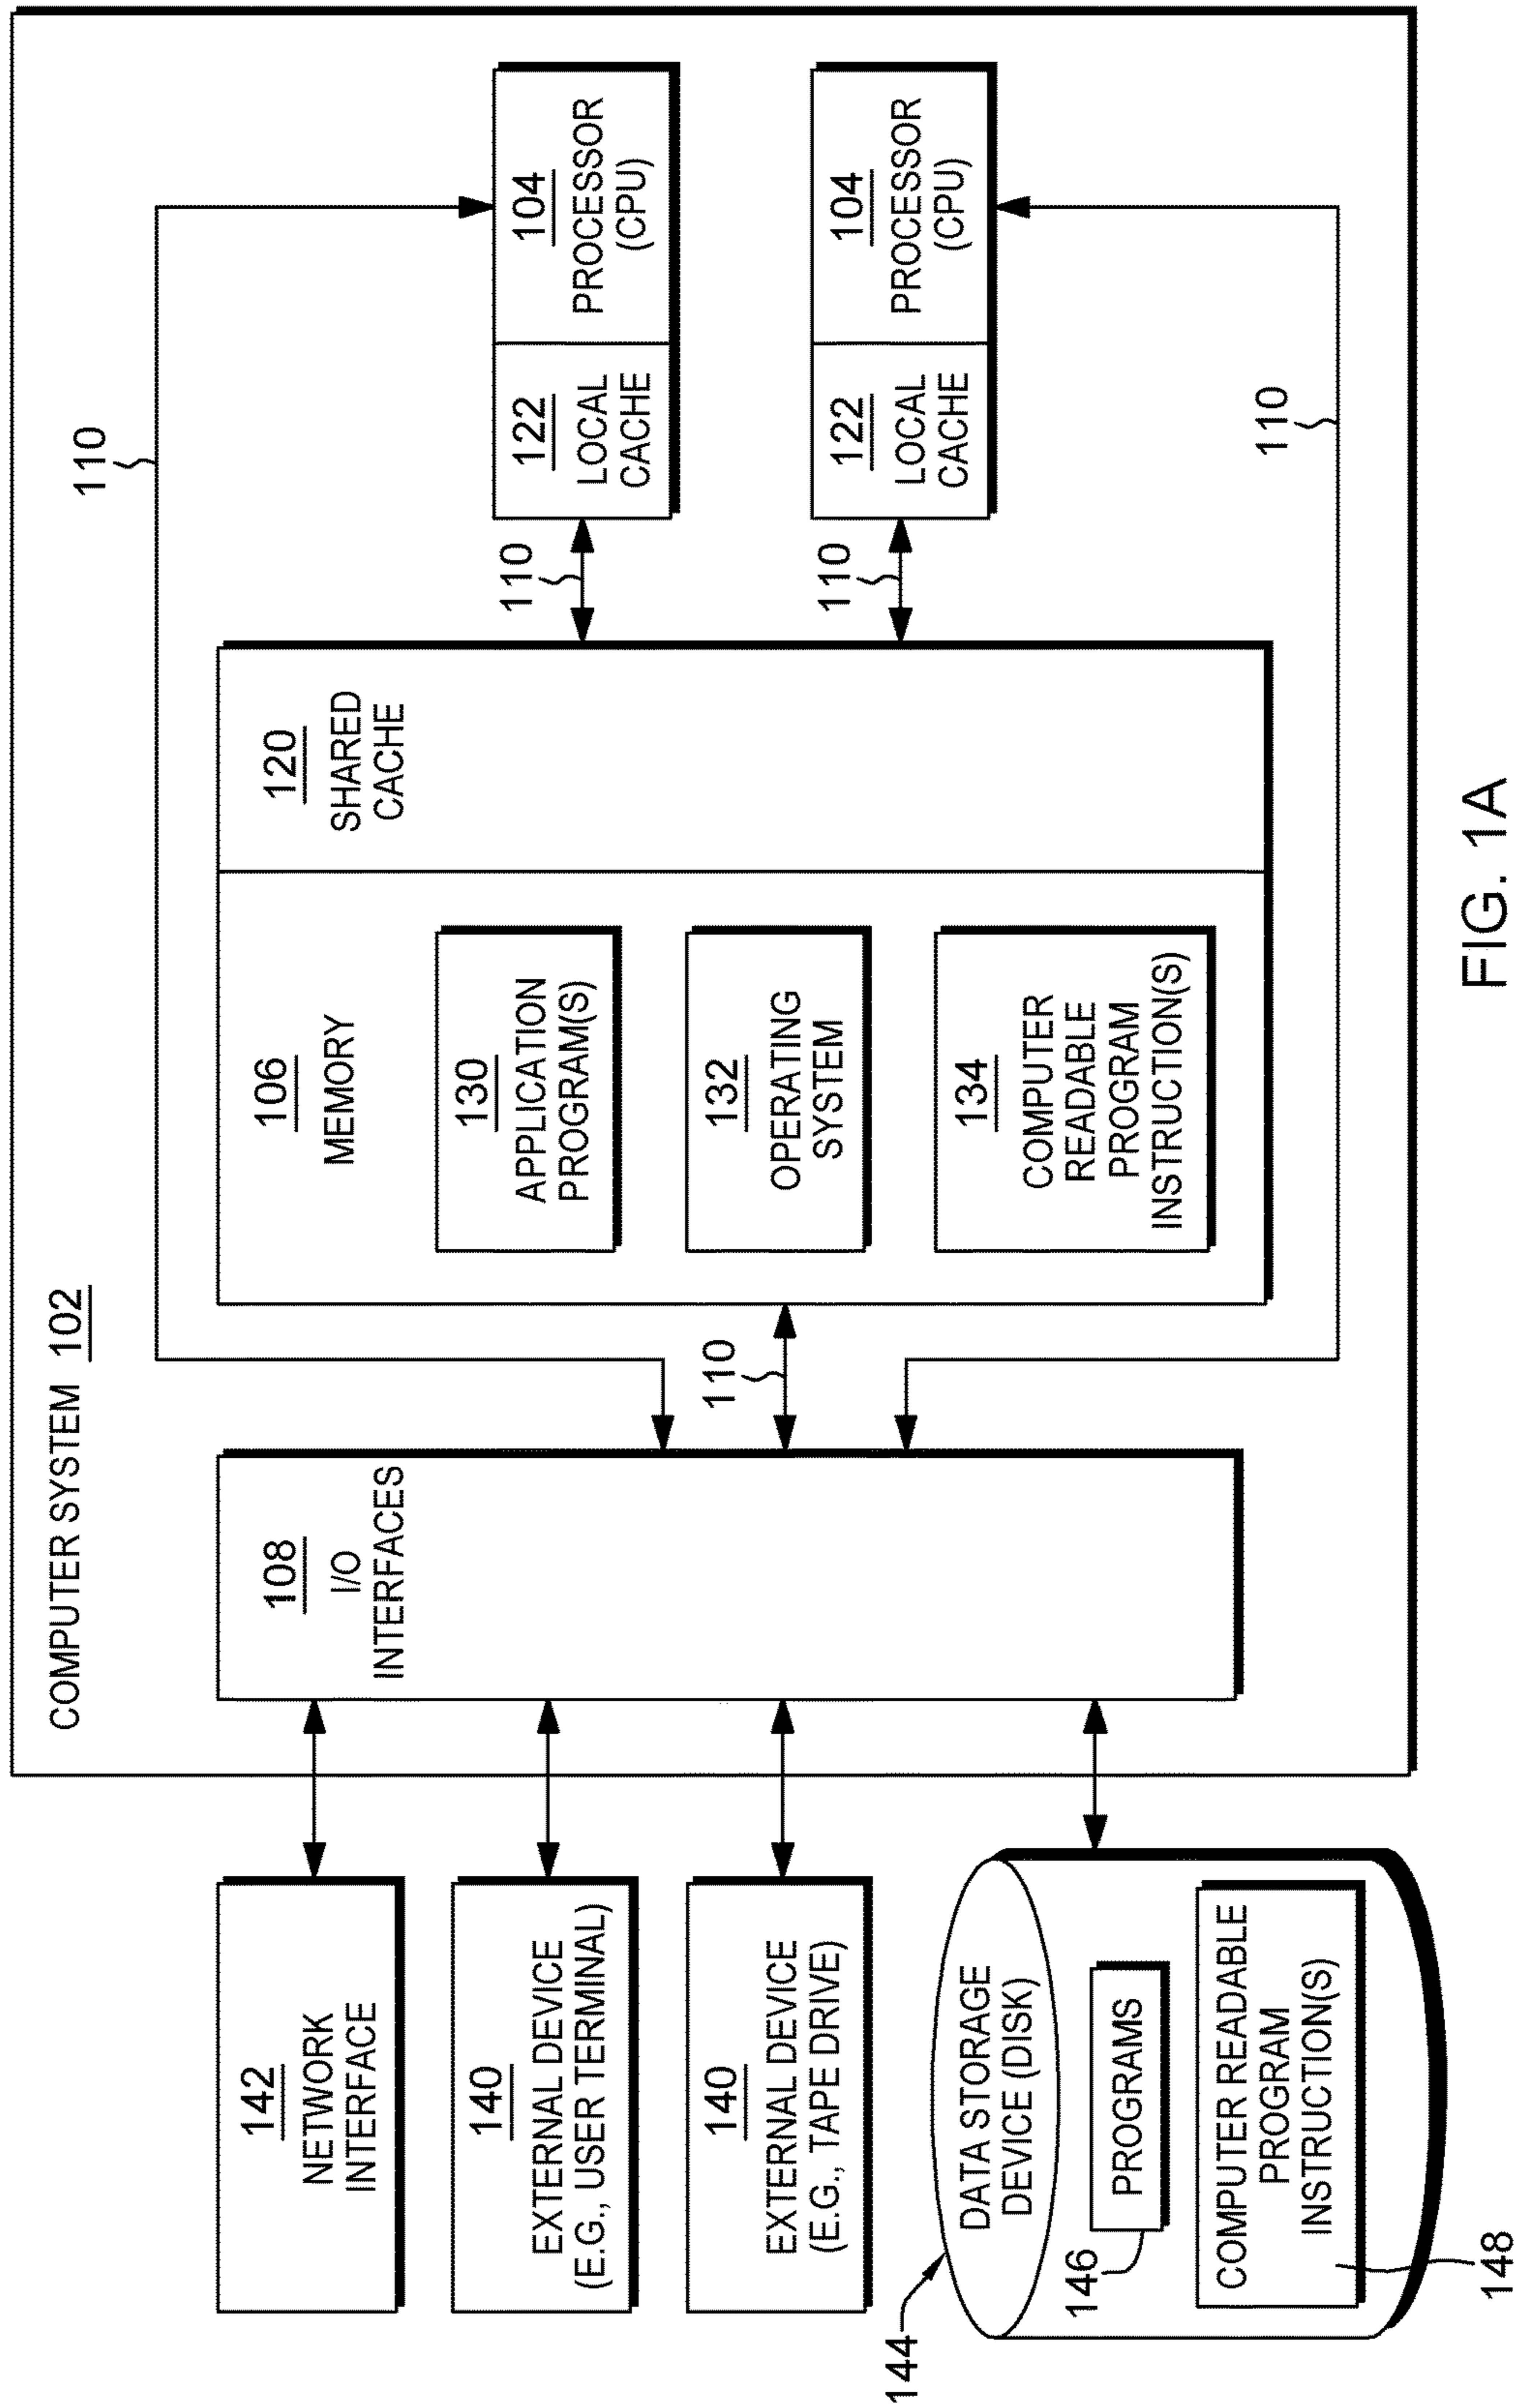 COMPUTER SYSTEM 102
110
142
NETWORK
INTERFACE
140
EXTERNAL DEVICE
(E.G., USER TERMINAL)
140
EXTERNAL DEVICE
(E.G., TAPE DRIVE)
144
DATA STORAGE
DEVICE (DISK)
146
PROGRAMS
COMPUTER READABLE
PROGRAM
INSTRUCTION(S)
148
108
I/O
INTERFACES
110
106
MEMORY
130
APPLICATION
PROGRAM(S)
132
OPERATING
SYSTEM
134
COMPUTER
READABLE
PROGRAM
INSTRUCTION(S)
120
SHARED
CACHE
110
110
122
LOCAL
CACHE
104
PROCESSOR
(CPU)
122
LOCAL
CACHE
104
PROCESSOR
(CPU)
110
FIG. 1A